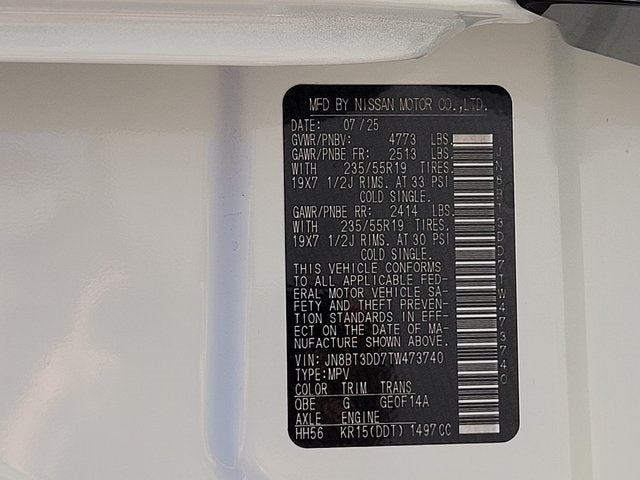 MFD BY NISSAN MOTOR CO.,LTD.
DATE: 07/25
GVWR/PNBV: 4773 LBS.
GAWR/PNBE FR: 2513 LBS.
WITH 235/55R19 TIRES.
19X7 1/2J RIMS. AT 33 PSI
COLD SINGLE.
GAWR/PNBE RR: 2414 LBS.
WITH 235/55R19 TIRES.
19X7 1/2J RIMS. AT 30 PSI
COLD SINGLE.
THIS VEHICLE CONFORMS
TO ALL APPLICABLE FED-
ERAL MOTOR VEHICLE SA-
FETY AND THEFT PREVEN-
TION STANDARDS IN EFF-
ECT ON THE DATE OF MA-
NUFACTURE SHOWN ABOVE.
VIN: JN8BT3DD7TW473740
TYPE:MPV
COLOR TRIM TRANS
QBE G GEOF14A
AXLE ENGINE
HH56 KR15(DDT) 1497CC
JN8BT3DD7TW473740